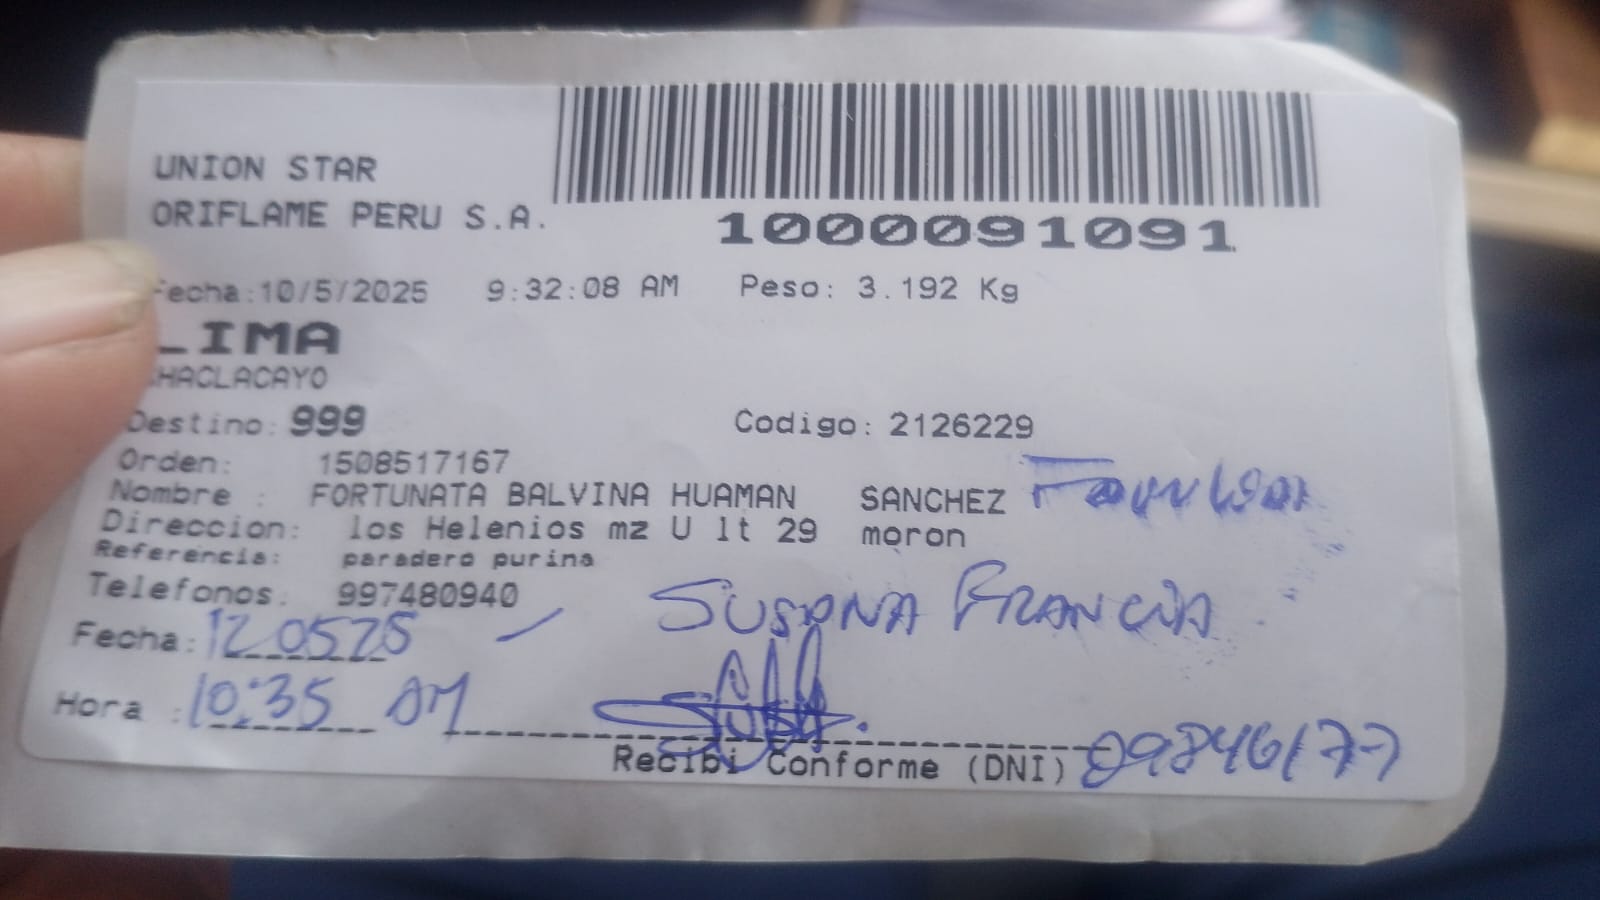 UNION STAR
ORIFLAME PERU S.A.
1000091091
Fecha:10/5/2025 9:32:08 AM Peso: 3.192 Kg
LIMA
CHACLACAYO
Destino: 999 Codigo: 2126229
Orden: 1508517167
Nombre : FORTUNATA BALVINA HUAMAN SANCHEZ
Direccion: los Helenios mz U lt 29 moron
Referencia: paradero purina
Telefonos: 997480940
SUSANA FRANCIA
Fecha: 12 05 25
Hora : 10:35 AM
Recibi Conforme (DNI) 09846177